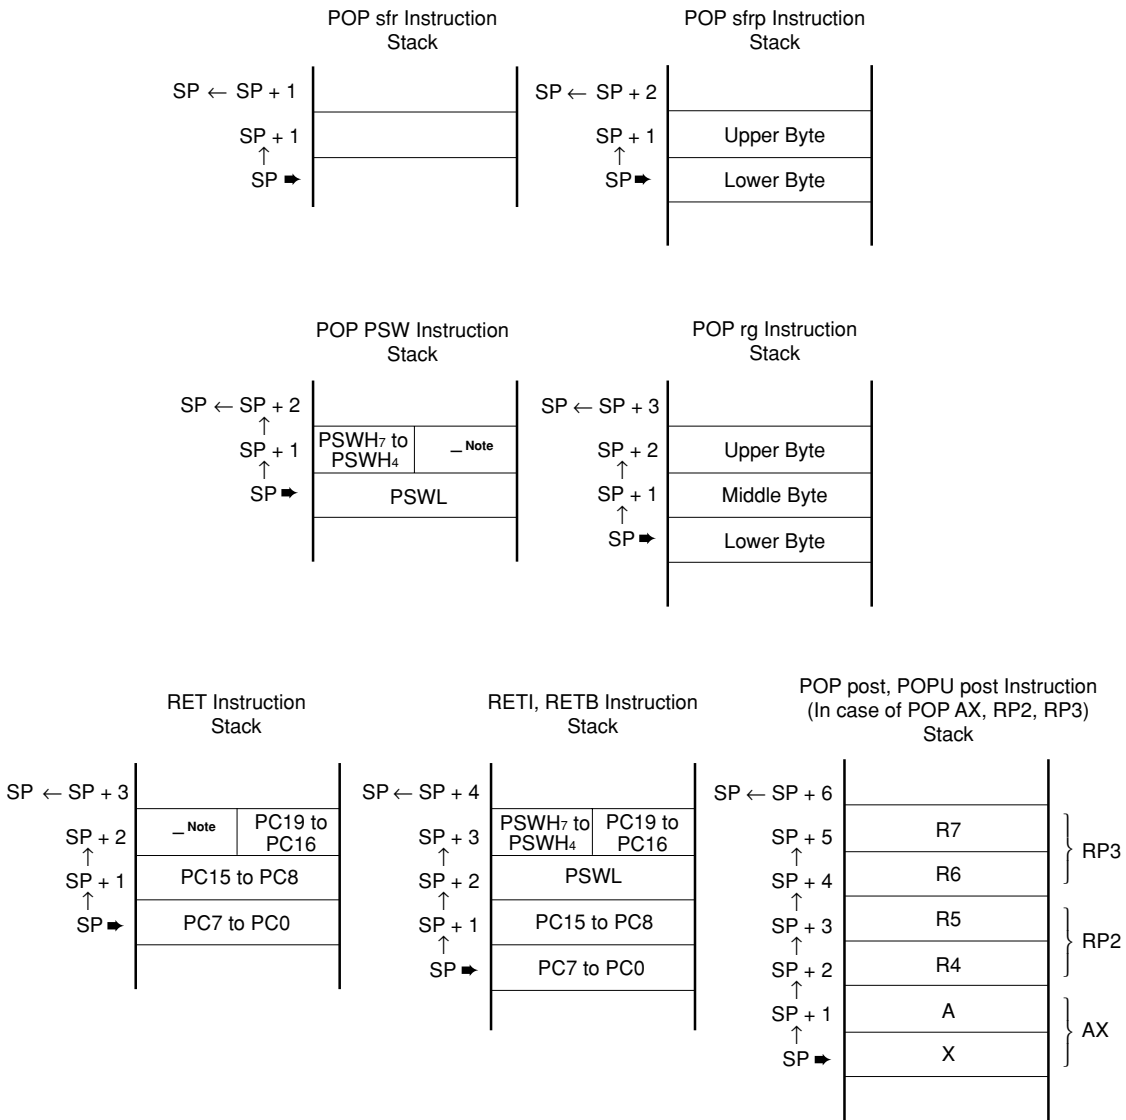 POP sfr Instruction
Stack
SP ← SP + 1
SP + 1
↑
SP ➨
POP sfrp Instruction
Stack
SP ← SP + 2
SP + 1
↑
SP ➨
Upper Byte
Lower Byte
POP PSW Instruction
Stack
SP ← SP + 2
↑
SP + 1
↑
SP ➨
PSWH7 to
PSWH4
– Note
PSWL
POP rg Instruction
Stack
SP ← SP + 3
SP + 2
↑
SP + 1
↑
SP ➨
Upper Byte
Middle Byte
Lower Byte
RET Instruction
Stack
SP ← SP + 3
SP + 2
↑
SP + 1
↑
SP ➨
– Note
PC19 to
PC16
PC15 to PC8
PC7 to PC0
RETI, RETB Instruction
Stack
SP ← SP + 4
SP + 3
↑
SP + 2
↑
SP + 1
↑
SP ➨
PSWH7 to
PSWH4
PC19 to
PC16
PSWL
PC15 to PC8
PC7 to PC0
POP post, POPU post Instruction
(In case of POP AX, RP2, RP3)
Stack
SP ← SP + 6
SP + 5
↑
SP + 4
↑
SP + 3
↑
SP + 2
↑
SP + 1
↑
SP ➨
R7
R6
R5
R4
A
X
RP3
RP2
AX